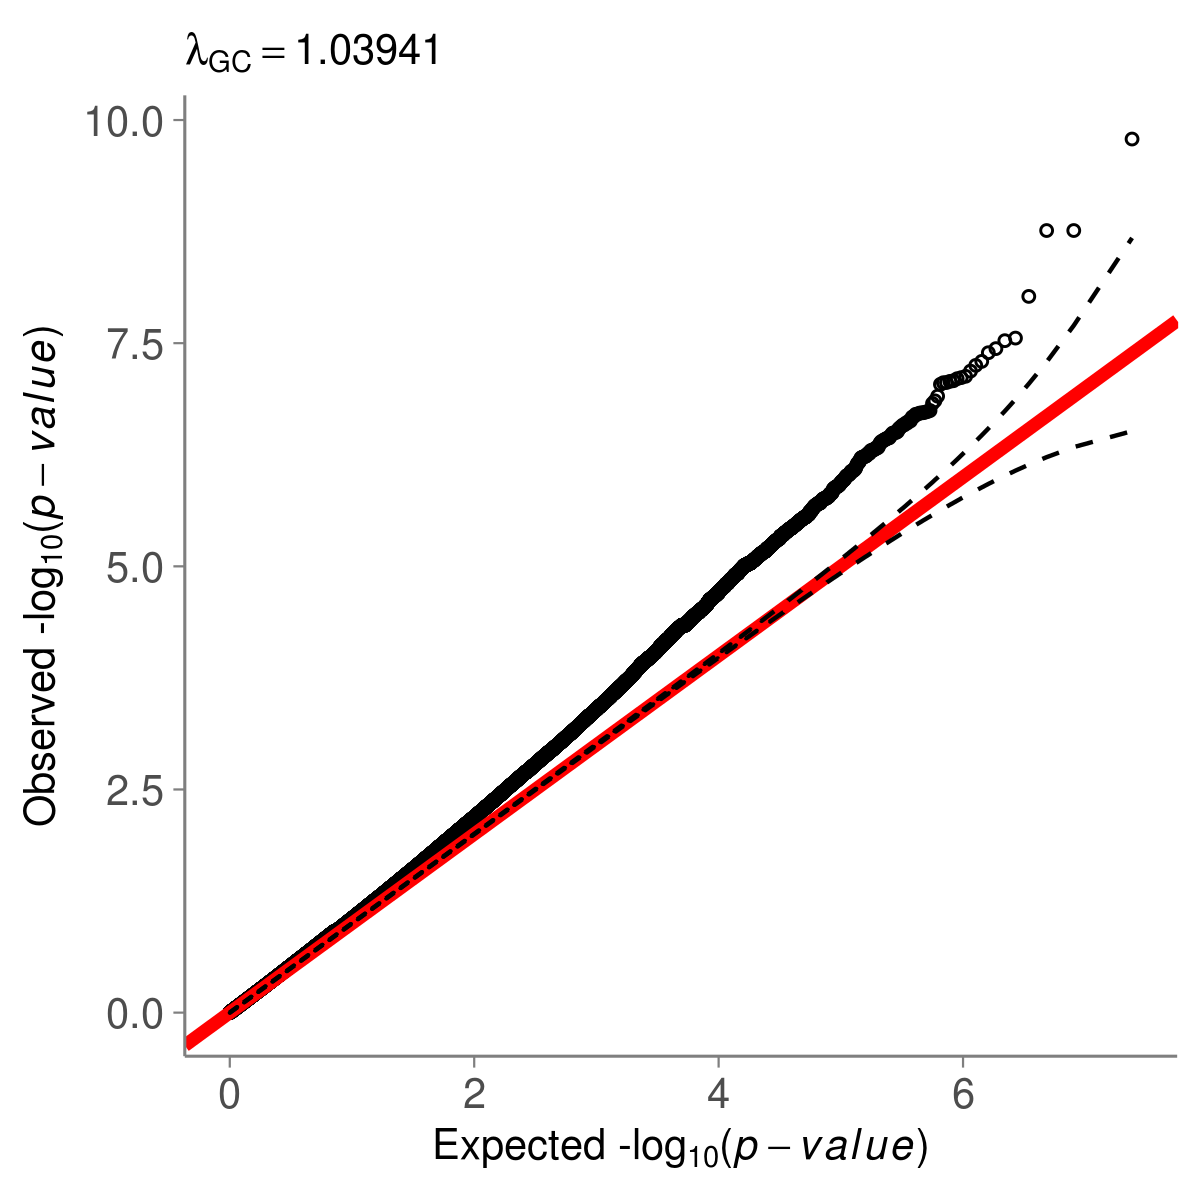 λGC = 1.03941
10.0
7.5
5.0
2.5
0.0
Observed -log10(p − value)
0 2 4 6
Expected -log10(p − value)